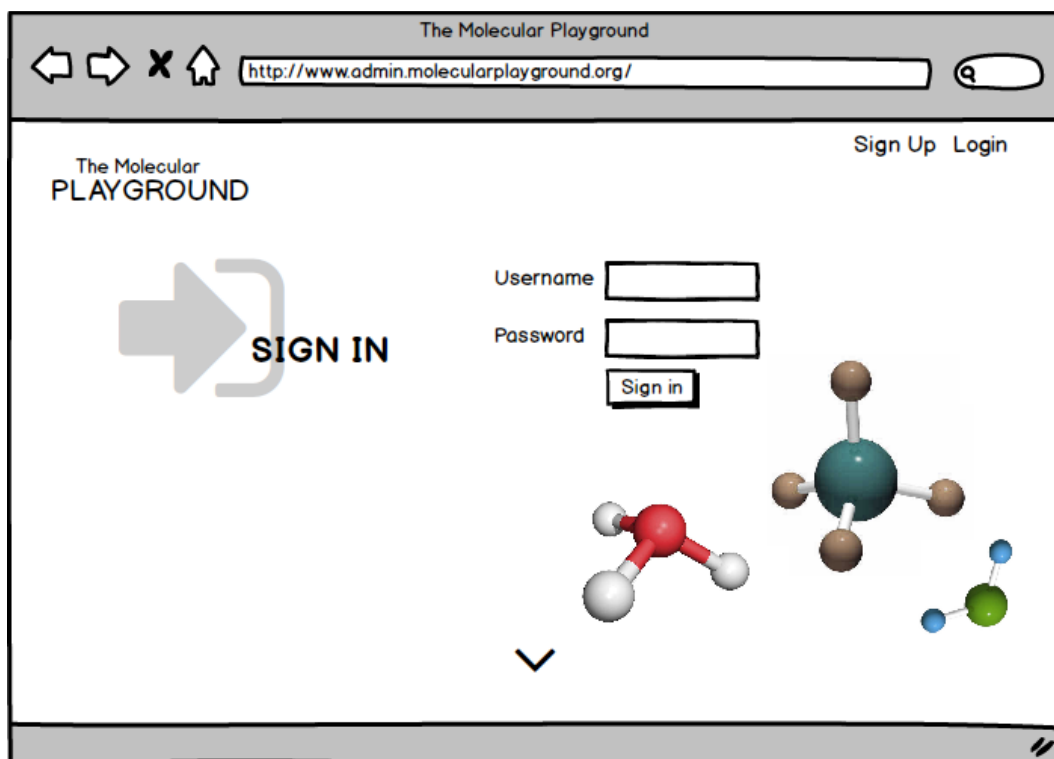 The Molecular Playground
http://www.admin.molecularplayground.org/
Sign Up Login
The Molecular
PLAYGROUND
Username
Password
SIGN IN
Sign in